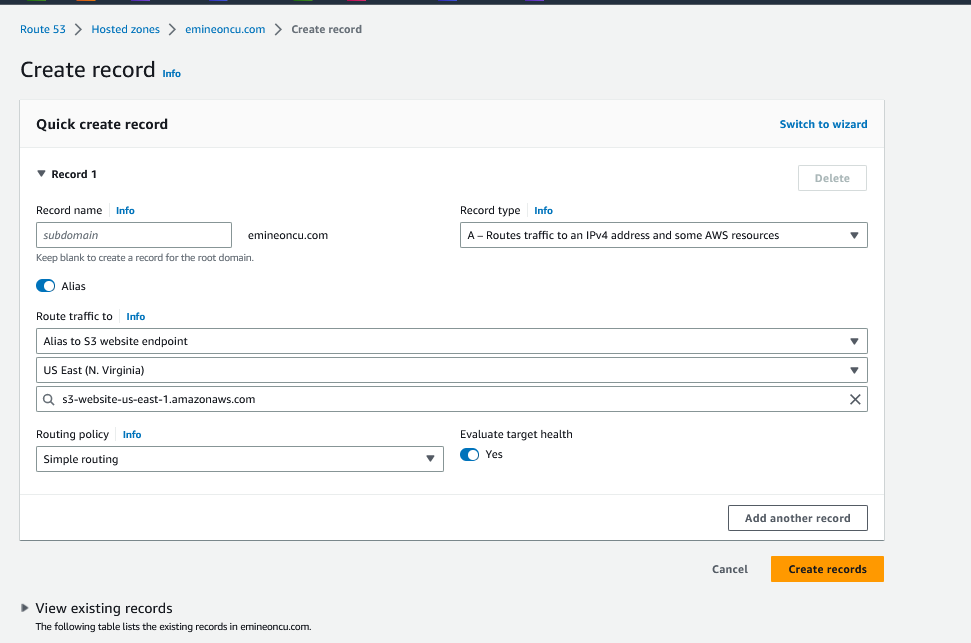 Route 53 > Hosted zones > emineoncu.com > Create record
Create record Info
Quick create record Switch to wizard
Record 1 Delete
Record name Info Record type Info
subdomain emineoncu.com A – Routes traffic to an IPv4 address and some AWS resources
Keep blank to create a record for the root domain.
Alias
Route traffic to Info
Alias to S3 website endpoint
US East (N. Virginia)
s3-website-us-east-1.amazonaws.com
Routing policy Info Evaluate target health
Simple routing Yes
Add another record
Cancel Create records
View existing records
The following table lists the existing records in emineoncu.com.